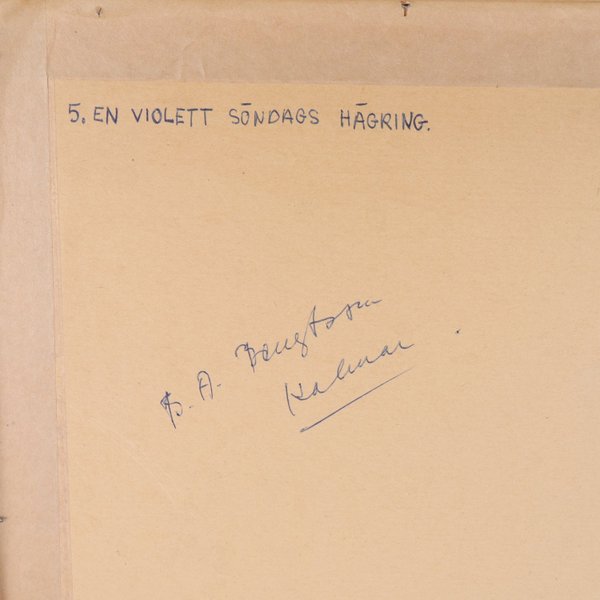 5. EN VIOLETT SÖNDAGS HÄGRING.
B. A. Bengtsson
Kalmar